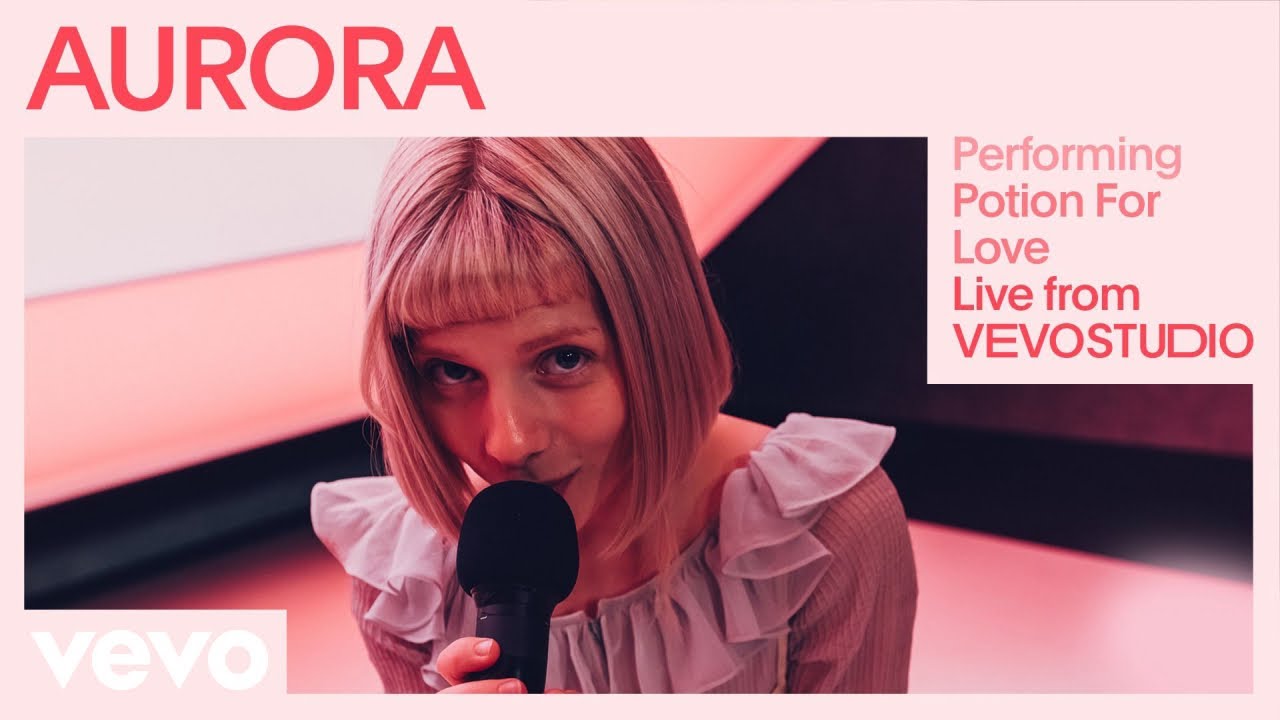 AURORA
Performing
Potion For
Love
Live from
VEVOSTUDIO
vevo